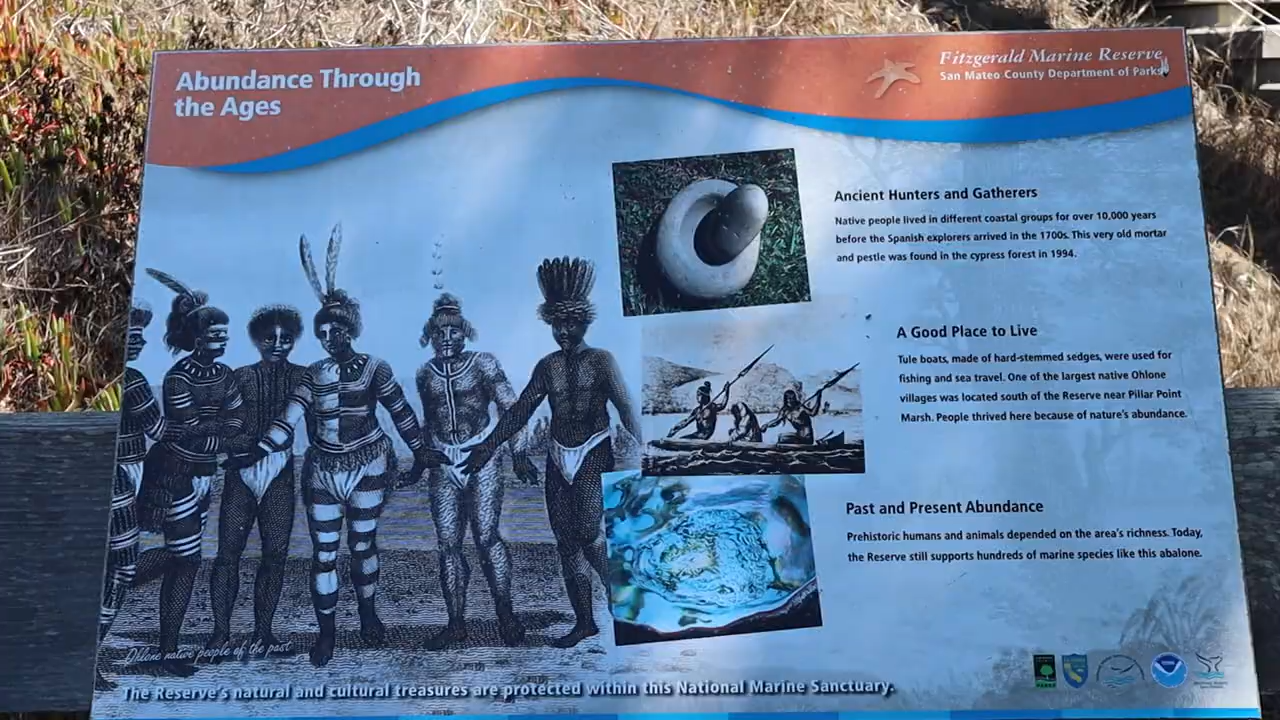 Abundance Through
the Ages
Fitzgerald Marine Reserve
San Mateo County Department of Parks
Ancient Hunters and Gatherers
Native people lived in different coastal groups for over 10,000 years
before the Spanish explorers arrived in the 1700s. This very old mortar
and pestle was found in the cypress forest in 1994.
A Good Place to Live
Tule boats, made of hard-stemmed sedges, were used for
fishing and sea travel. One of the largest native Ohlone
villages was located south of the Reserve near Pillar Point
Marsh. People thrived here because of nature's abundance.
Past and Present Abundance
Prehistoric humans and animals depended on the area's richness. Today,
the Reserve still supports hundreds of marine species like this abalone.
Ohlone native people of the past
The Reserve's natural and cultural treasures are protected within this National Marine Sanctuary.
PARKS